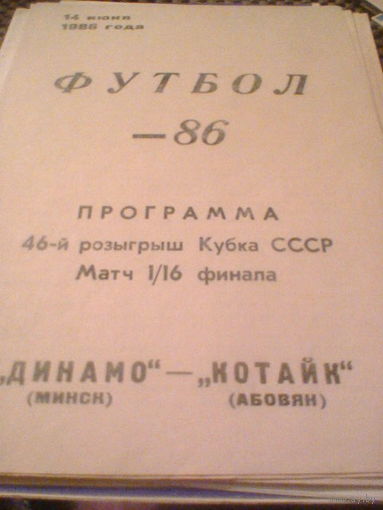 14 июня
1986 года
ФУТБОЛ
—86
ПРОГРАММА
46-й розыгрыш Кубка СССР
Матч 1/16 финала
„ДИНАМО“ — „КОТАЙК“
(МИНСК) (АБОВЯН)